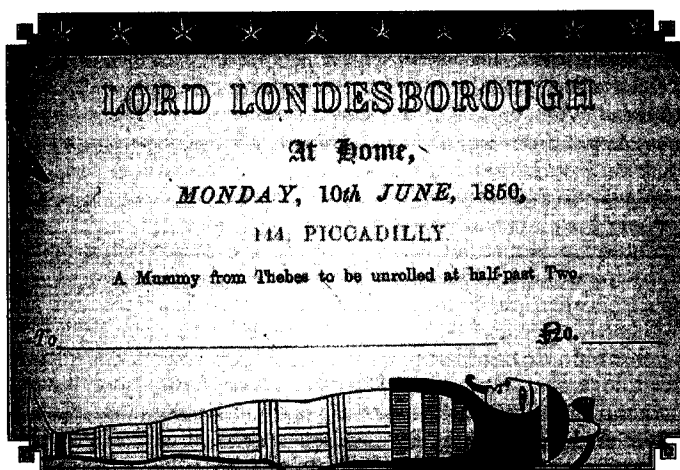 LORD LONDESBOROUGH
At Home,
MONDAY, 10th JUNE, 1850,
144, PICCADILLY.
A Mummy from Thebes to be unrolled at half-past Two.
To